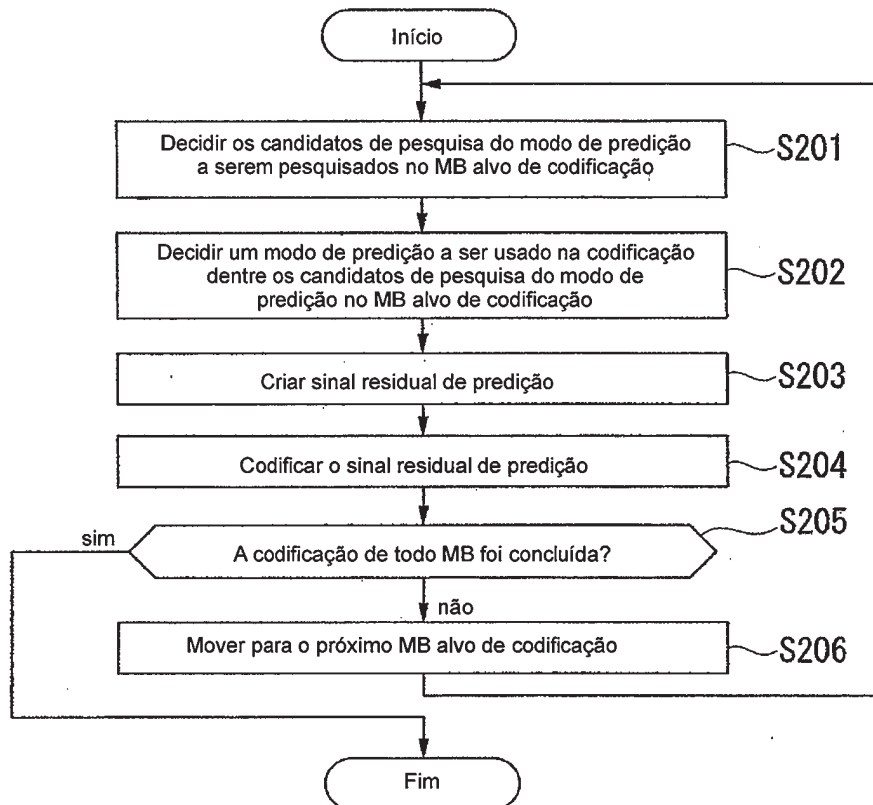 Início
Decidir os candidatos de pesquisa do modo de predição
a serem pesquisados no MB alvo de codificação
S201
Decidir um modo de predição a ser usado na codificação
dentre os candidatos de pesquisa do modo de
predição no MB alvo de codificação
S202
Criar sinal residual de predição
S203
Codificar o sinal residual de predição
S204
S205
sim
A codificação de todo MB foi concluída?
não
Mover para o próximo MB alvo de codificação
S206
Fim